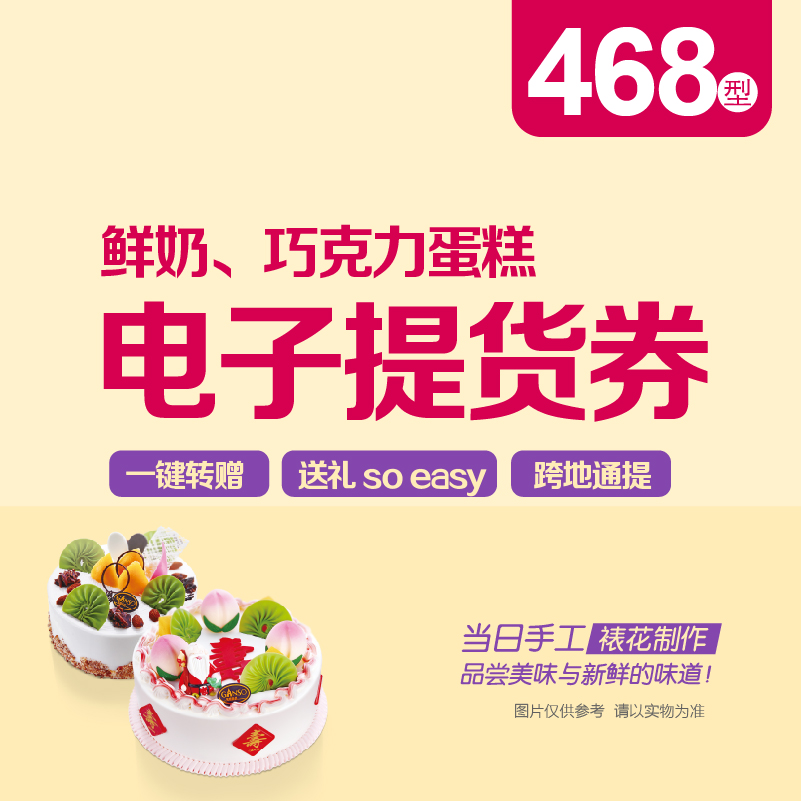 468型
鲜奶、巧克力蛋糕
电子提货券
一键转赠
送礼 so easy
跨地通提
当日手工 裱花制作
品尝美味与新鲜的味道！
图片仅供参考 请以实物为准
GANSO
寿